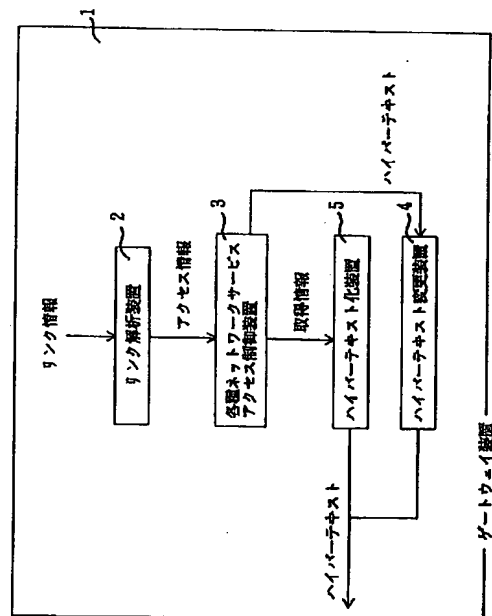 1
リンク情報
2
リンク解析装置
アクセス情報
3
各種ネットワークサービス
アクセス制御装置
取得情報
ハイパーテキスト
5
ハイパーテキスト化装置
4
ハイパーテキスト変更装置
ハイパーテキスト
ゲートウェイ装置